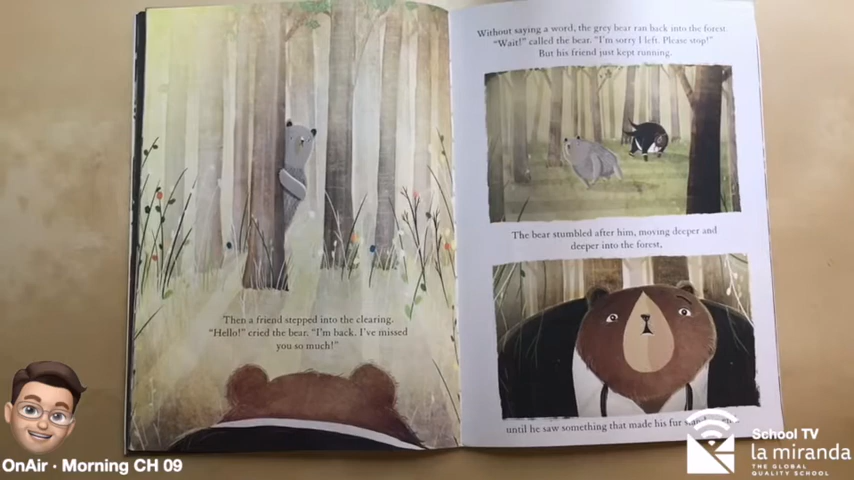 Then a friend stepped into the clearing.
"Hello!" cried the bear. "I'm back. I've missed
you so much!"
Without saying a word, the grey bear ran back into the forest
"Wait!" called the bear. "I'm sorry I left. Please stop!"
But his friend just kept running.
The bear stumbled after him, moving deeper and
deeper into the forest,
until he saw something that made his fur
OnAir · Morning CH 09
School TV
la miranda
THE GLOBAL
QUALITY SCHOOL